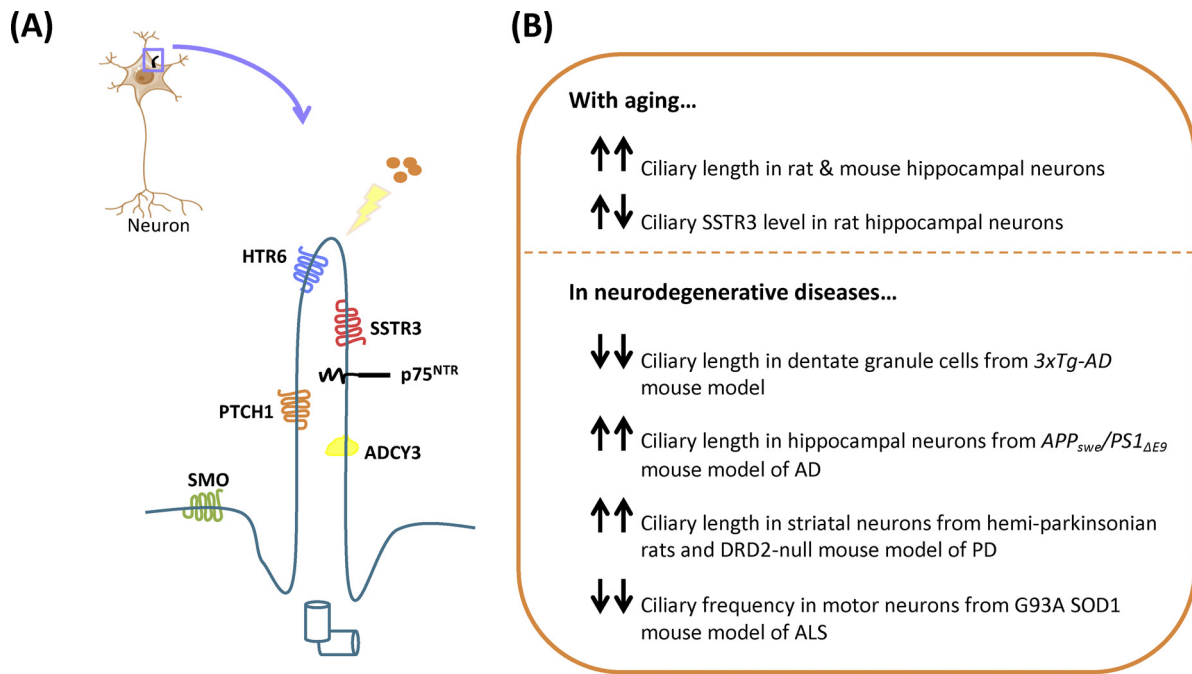 (A)
Neuron
HTR6
SSTR3
p75NTR
PTCH1
ADCY3
SMO
(B)
With aging...
Ciliary length in rat & mouse hippocampal neurons
Ciliary SSTR3 level in rat hippocampal neurons
In neurodegenerative diseases...
Ciliary length in dentate granule cells from 3xTg-AD
mouse model
Ciliary length in hippocampal neurons from APPswe/PS1ΔE9
mouse model of AD
Ciliary length in striatal neurons from hemi-parkinsonian
rats and DRD2-null mouse model of PD
Ciliary frequency in motor neurons from G93A SOD1
mouse model of ALS